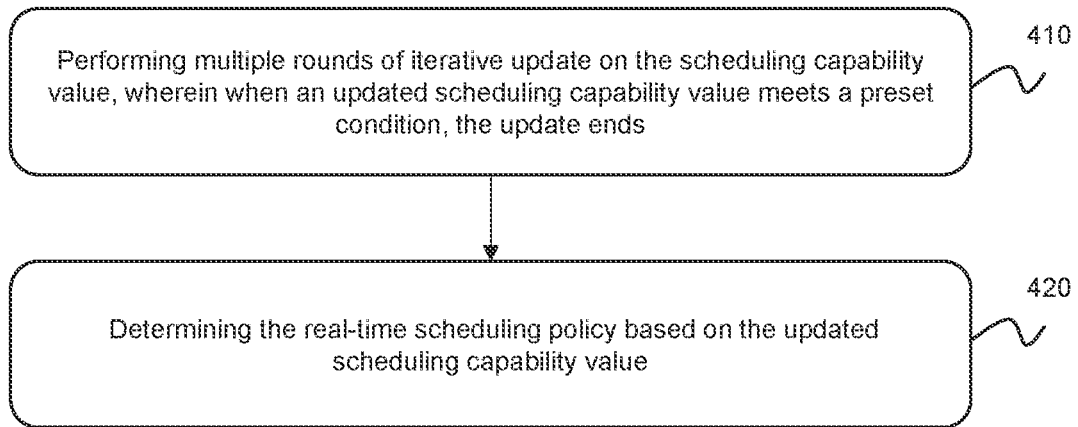 410
Performing multiple rounds of iterative update on the scheduling capability
value, wherein when an updated scheduling capability value meets a preset
condition, the update ends
420
Determining the real-time scheduling policy based on the updated
scheduling capability value